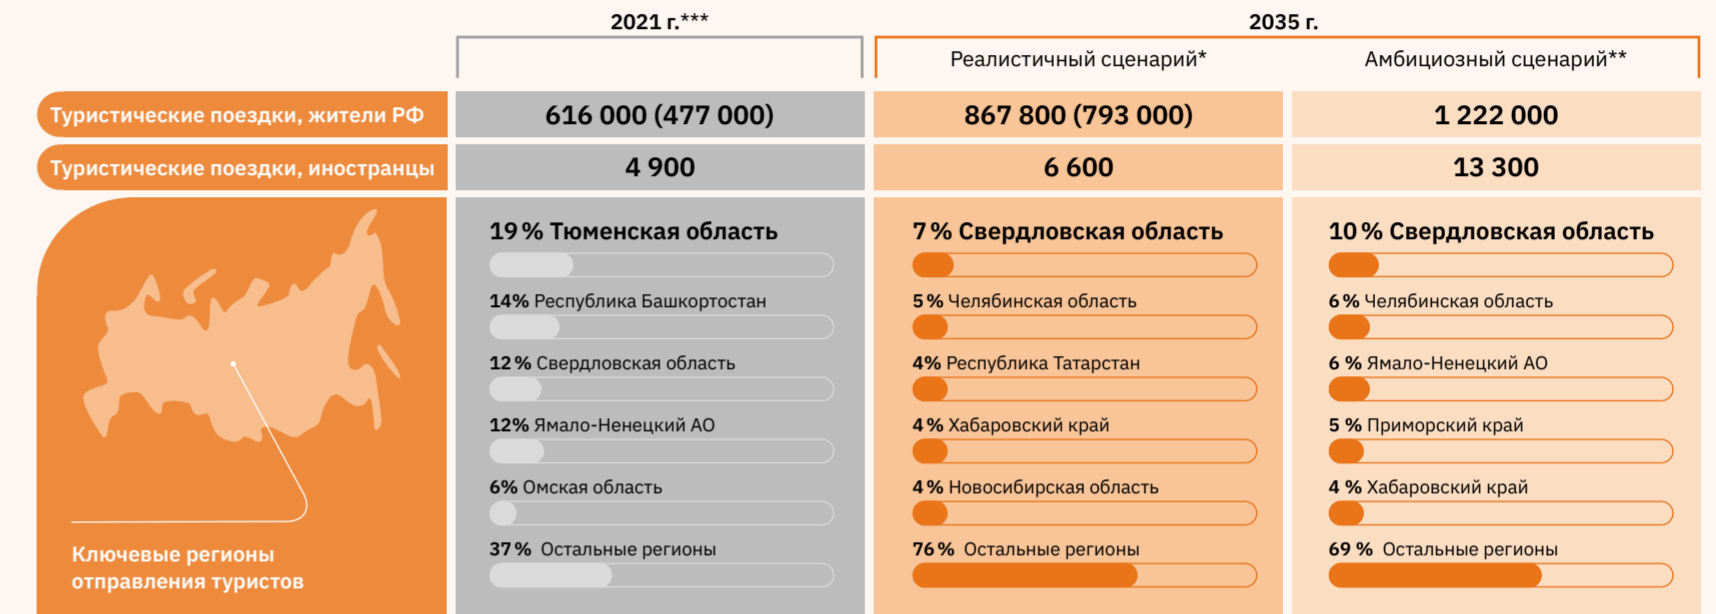 2021 г.***
2035 г.
Реалистичный сценарий*
Амбициозный сценарий**
Туристические поездки, жители РФ
616 000 (477 000)
867 800 (793 000)
1 222 000
Туристические поездки, иностранцы
4 900
6 600
13 300
Ключевые регионы
отправления туристов
19 % Тюменская область
14% Республика Башкортостан
12 % Свердловская область
12% Ямало-Ненецкий АО
6% Омская область
37 % Остальные регионы
7 % Свердловская область
5 % Челябинская область
4% Республика Татарстан
4 % Хабаровский край
4 % Новосибирская область
76 % Остальные регионы
10 % Свердловская область
6 % Челябинская область
6 % Ямало-Ненецкий АО
5 % Приморский край
4 % Хабаровский край
69 % Остальные регионы